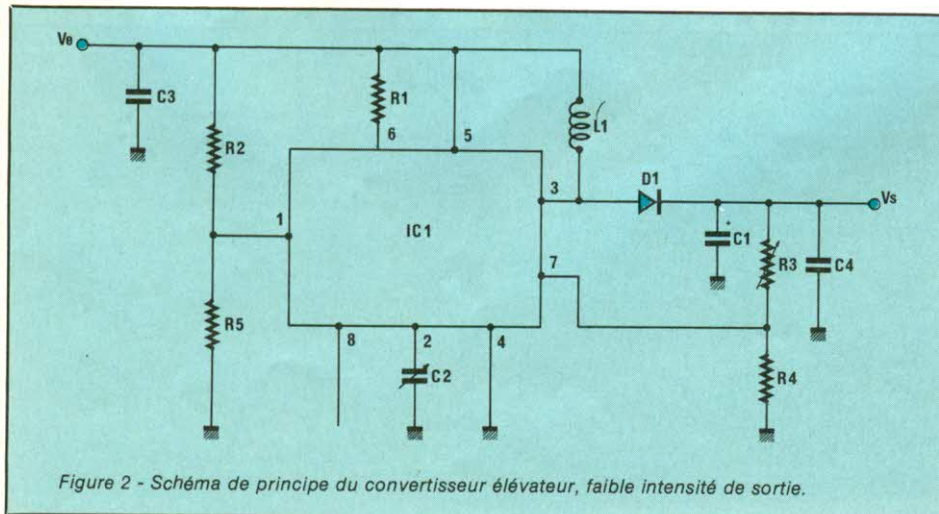 Ve
C3
R2
R1
6
5
L1
3
D1
Vs
1
IC1
+
C1
R3
C4
7
R5
8
2
4
C2
R4
Figure 2 - Schéma de principe du convertisseur élévateur, faible intensité de sortie.